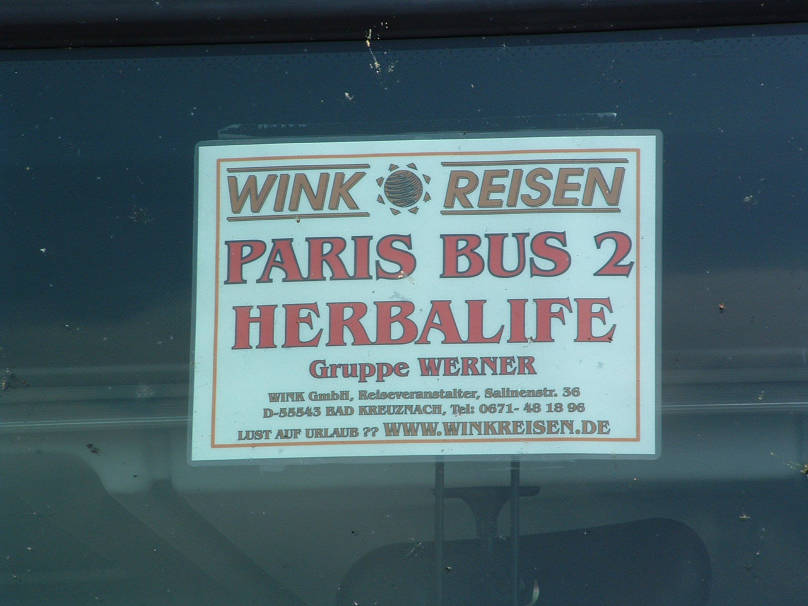 WINK REISEN
PARIS BUS 2
HERBALIFE
Gruppe WERNER
WINK GmbH, Reiseveranstalter, Salinenstr. 36
D-55543 BAD KREUZNACH, Tel: 0671- 48 18 96
LUST AUF URLAUB ?? WWW.WINKREISEN.DE